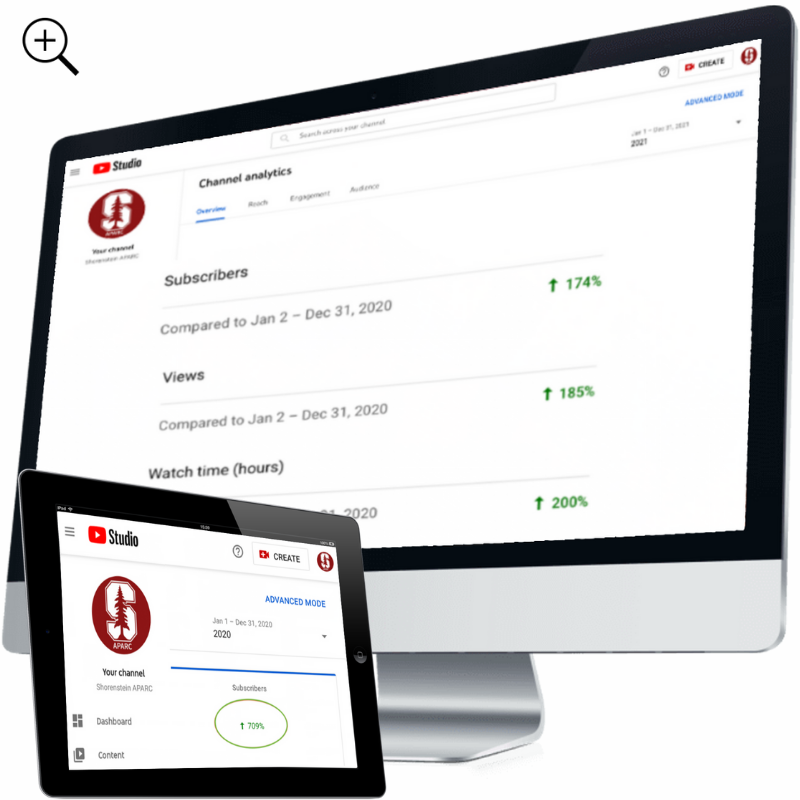 Studio
Search across your channel
CREATE
S
ADVANCED MODE
Jan 1 – Dec 31, 2021
2021
S
APARC
Your channel
Shorenstein APARC
Channel analytics
Overview
Reach
Engagement
Audience
Subscribers
↑ 174%
Compared to Jan 2 – Dec 31, 2020
Views
↑ 185%
Compared to Jan 2 – Dec 31, 2020
Watch time (hours)
↑ 200%
31, 2020
iPad
Studio
CREATE
S
ADVANCED MODE
Jan 1 – Dec 31, 2020
2020
S
APARC
Your channel
Shorenstein APARC
Subscribers
↑ 709%
Dashboard
Content